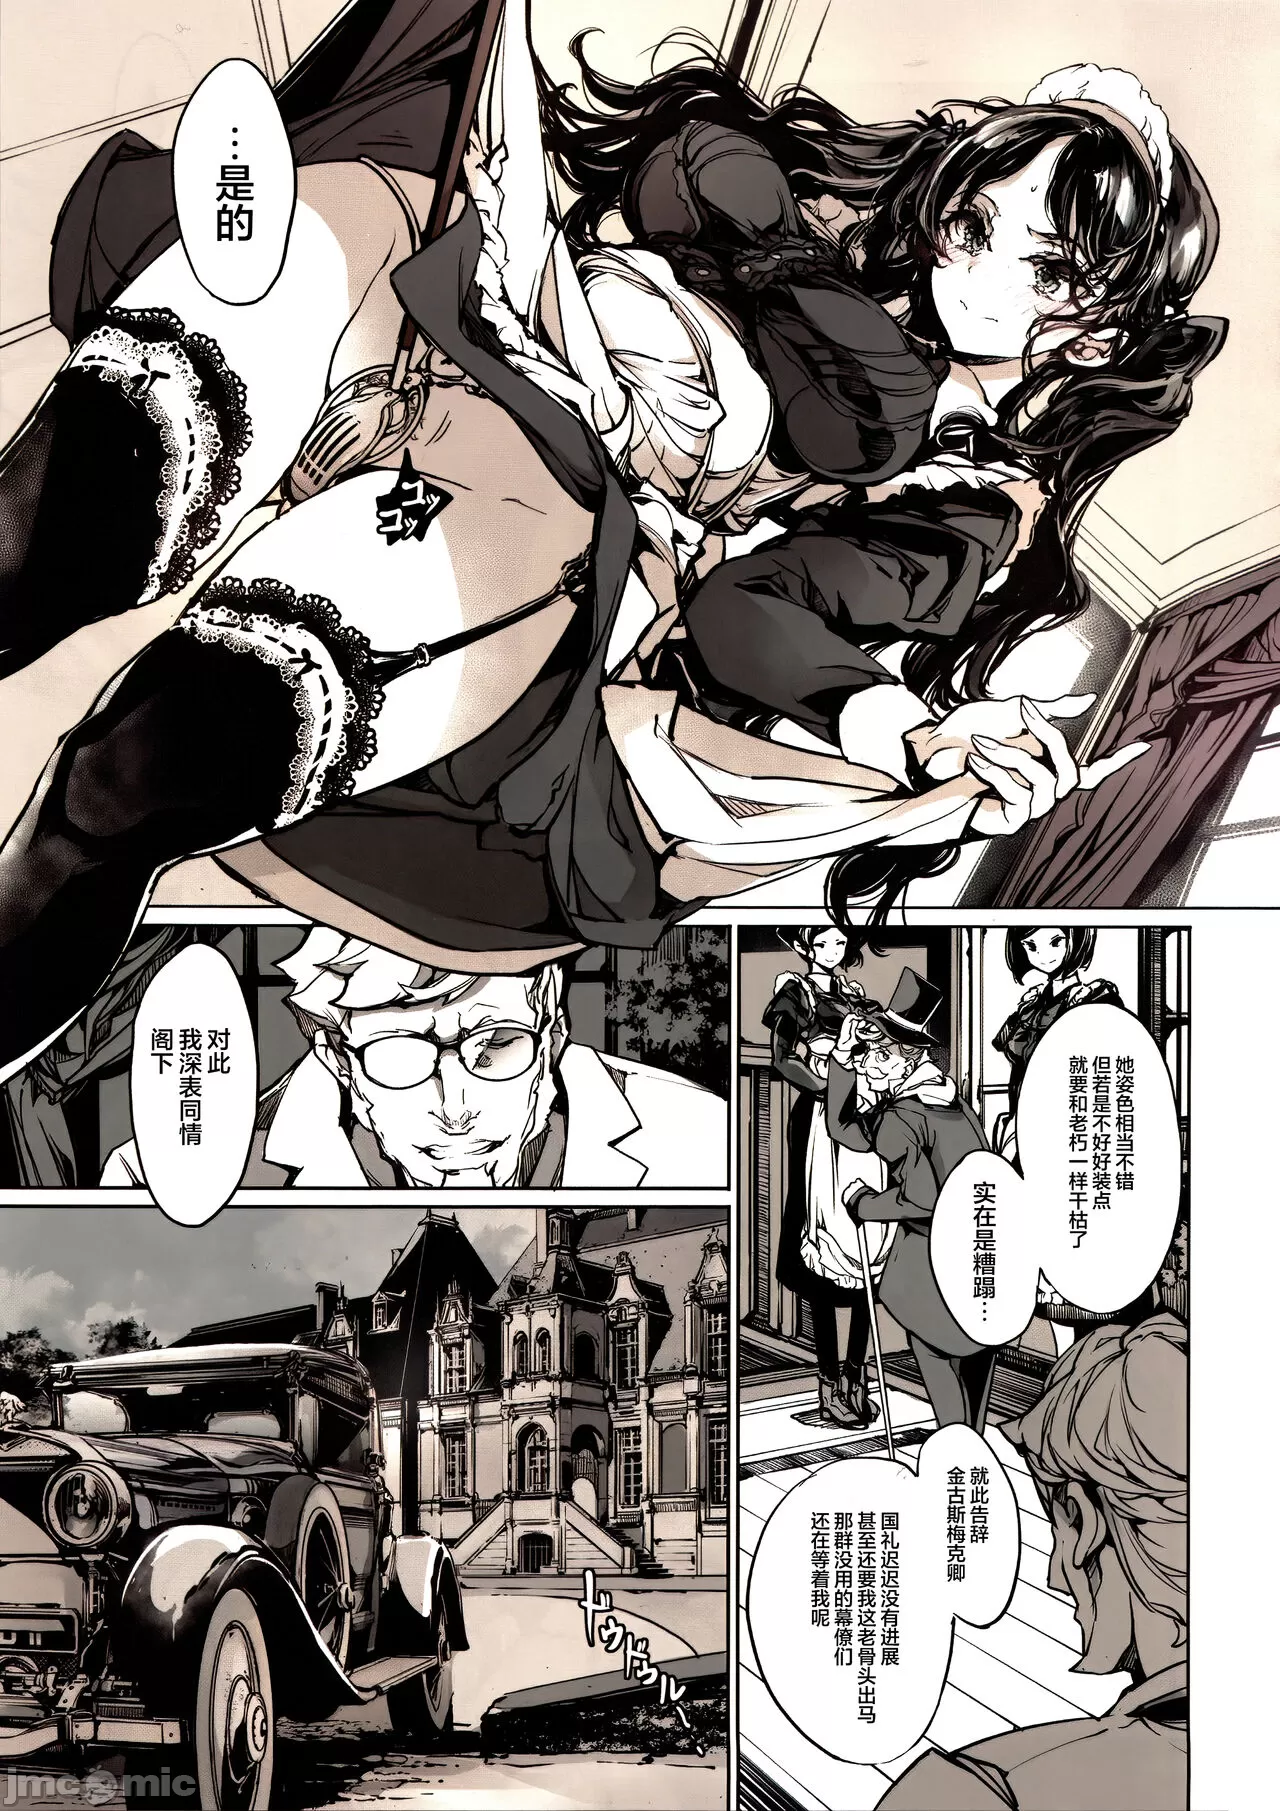 …是的
コッ
コッ
她姿色相当不错
但若是不好好装点
就要和老朽一样干枯了
实在是糟蹋…
对此
我深表同情
阁下
就此告辞
金古斯梅克卿
国礼迟迟没有进展
甚至还要我这老骨头出马
那群没用的幕僚们
还在等着我呢
ドゥドゥルル…
jmcomic